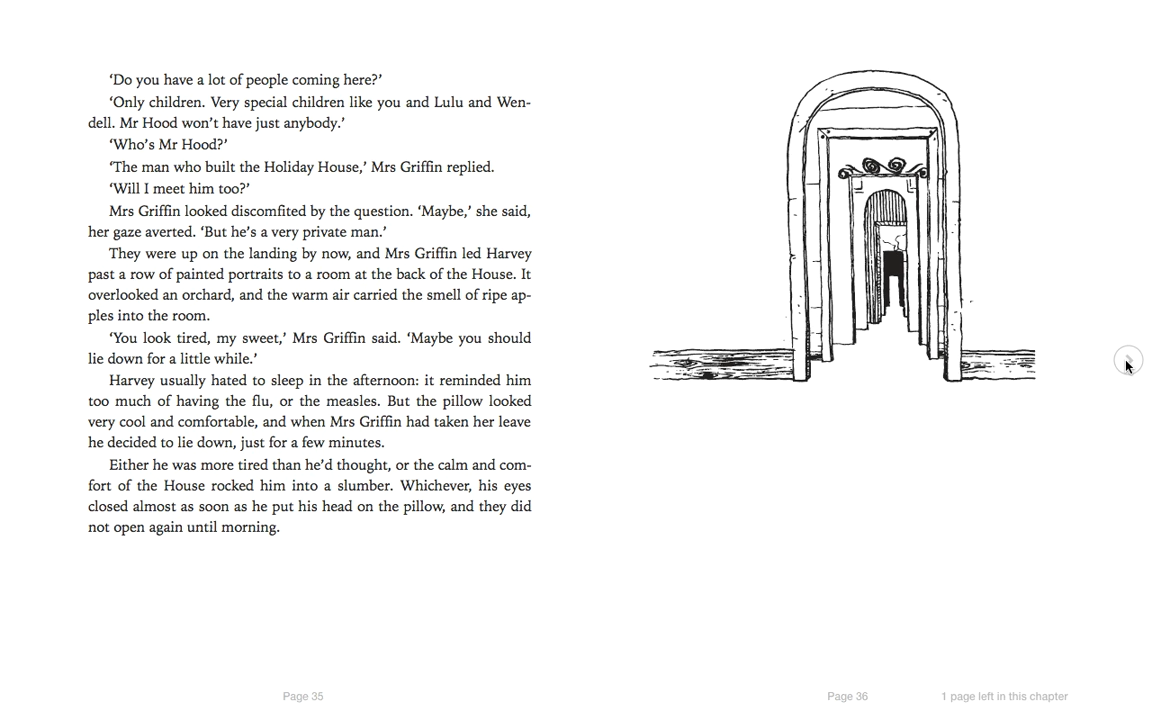 ‘Do you have a lot of people coming here?’
‘Only children. Very special children like you and Lulu and Wen-
dell. Mr Hood won’t have just anybody.’
‘Who’s Mr Hood?’
‘The man who built the Holiday House,’ Mrs Griffin replied.
‘Will I meet him too?’
Mrs Griffin looked discomfited by the question. ‘Maybe,’ she said,
her gaze averted. ‘But he’s a very private man.’
They were up on the landing by now, and Mrs Griffin led Harvey
past a row of painted portraits to a room at the back of the House. It
overlooked an orchard, and the warm air carried the smell of ripe ap-
ples into the room.
‘You look tired, my sweet,’ Mrs Griffin said. ‘Maybe you should
lie down for a little while.’
Harvey usually hated to sleep in the afternoon: it reminded him
too much of having the flu, or the measles. But the pillow looked
very cool and comfortable, and when Mrs Griffin had taken her leave
he decided to lie down, just for a few minutes.
Either he was more tired than he’d thought, or the calm and com-
fort of the House rocked him into a slumber. Whichever, his eyes
closed almost as soon as he put his head on the pillow, and they did
not open again until morning.
Page 35
Page 36
1 page left in this chapter